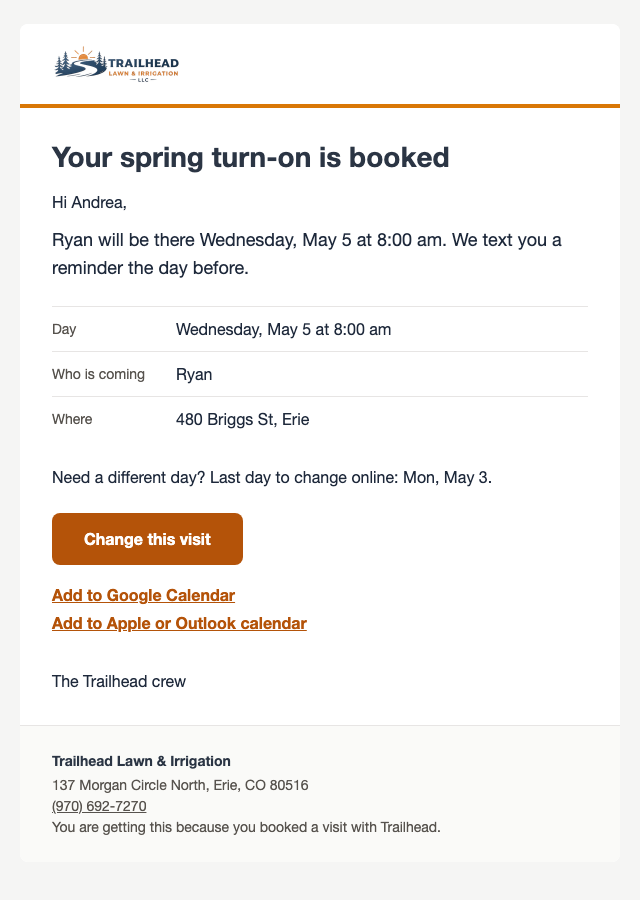 TRAILHEAD
LAWN & IRRIGATION
LLC
Your spring turn-on is booked
Hi Andrea,
Ryan will be there Wednesday, May 5 at 8:00 am. We text you a
reminder the day before.
Day Wednesday, May 5 at 8:00 am
Who is coming Ryan
Where 480 Briggs St, Erie
Need a different day? Last day to change online: Mon, May 3.
Change this visit
Add to Google Calendar
Add to Apple or Outlook calendar
The Trailhead crew
Trailhead Lawn & Irrigation
137 Morgan Circle North, Erie, CO 80516
(970) 692-7270
You are getting this because you booked a visit with Trailhead.